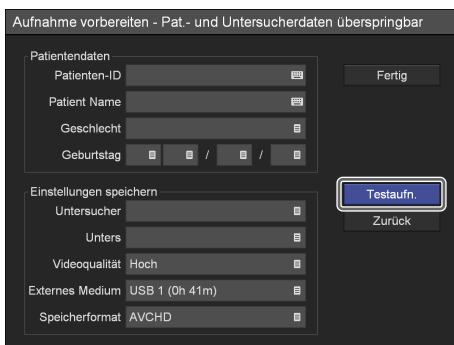 Aufnahme vorbereiten - Pat.- und Untersucherdaten überspringbar
Patientendaten
Patienten-ID
Fertig
Patient Name
Geschlecht
Geburtstag / /
Einstellungen speichern
Testaufn.
Untersucher
Zurück
Unters
Videoqualität Hoch
Externes Medium USB 1 (0h 41m)
Speicherformat AVCHD